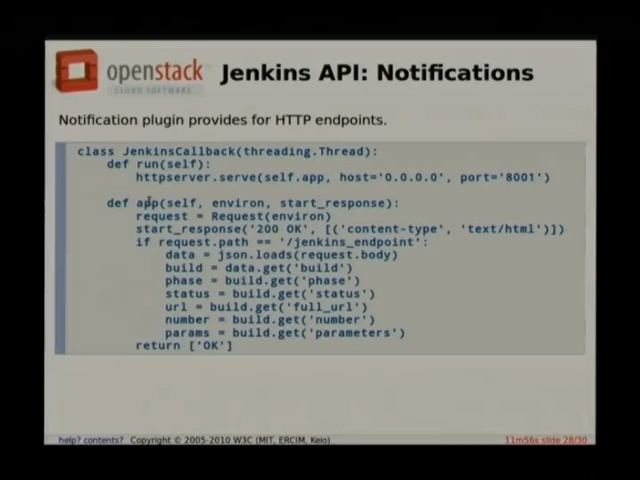 openstack
CLOUD SOFTWARE
Jenkins API: Notifications
Notification plugin provides for HTTP endpoints.
class JenkinsCallback(threading.Thread):
def run(self):
httpserver.serve(self.app, host='0.0.0.0', port='8001')
def app(self, environ, start_response):
request = Request(environ)
start_response('200 OK', [('content-type', 'text/html')])
if request.path == '/jenkins_endpoint':
data = json.loads(request.body)
build = data.get('build')
phase = build.get('phase')
status = build.get('status')
url = build.get('full_url')
number = build.get('number')
params = build.get('parameters')
return ['OK']
help? contents? Copyright © 2005-2010 W3C (MIT, ERCIM, Keio)
11m56s slide 28/30